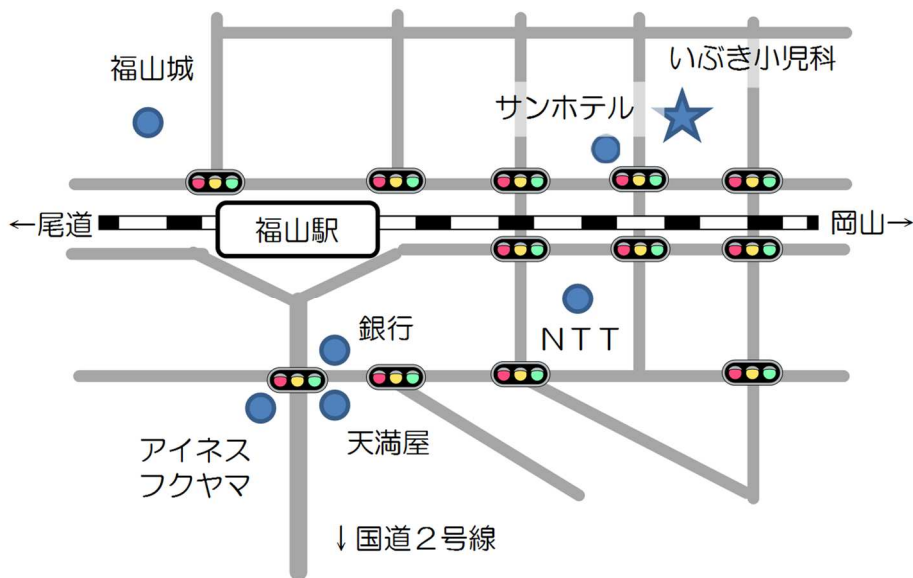 いぶき小児科
福山城
サンホテル
←尾道
福山駅
岡山→
銀行
NTT
アイネス
フクヤマ
天満屋
↓国道2号線